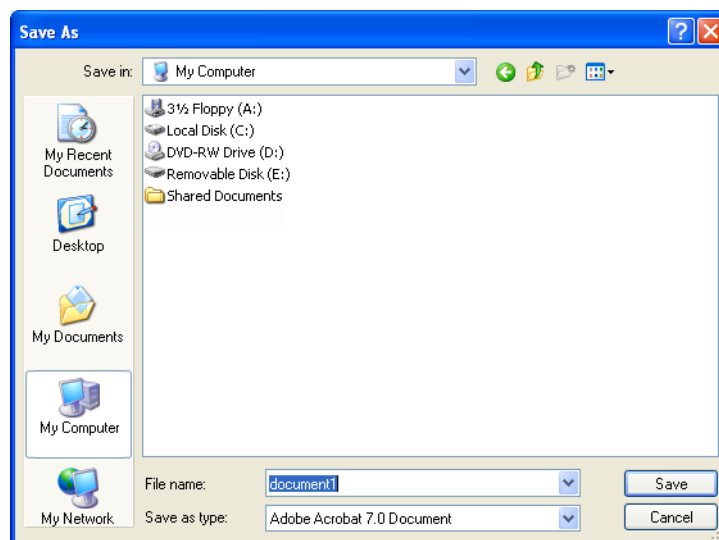 Save As
Save in:
My Computer
My Recent
Documents
Desktop
My Documents
My Computer
My Network
3½ Floppy (A:)
Local Disk (C:)
DVD-RW Drive (D:)
Removable Disk (E:)
Shared Documents
File name:
document1
Save
Save as type:
Adobe Acrobat 7.0 Document
Cancel